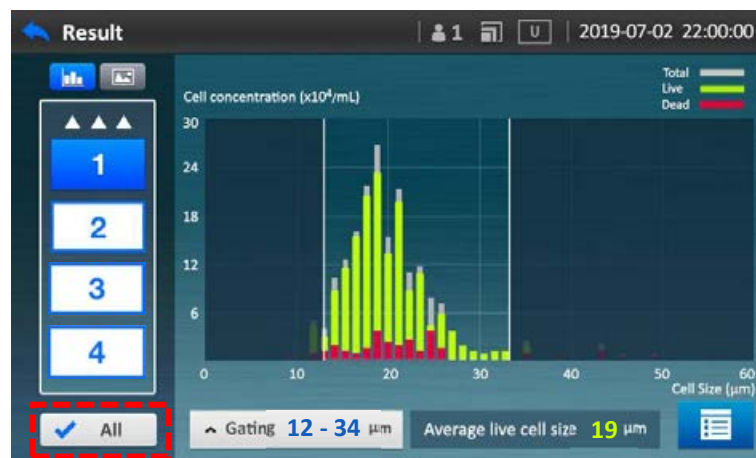 Result
1
U
2019-07-02 22:00:00
Total
Live
Dead
Cell concentration (x10⁴/mL)
30
24
18
12
6
0 10 20 30 40 50 60
Cell Size (μm)
1
2
3
4
All
Gating 12 - 34 μm
Average live cell size 19 μm